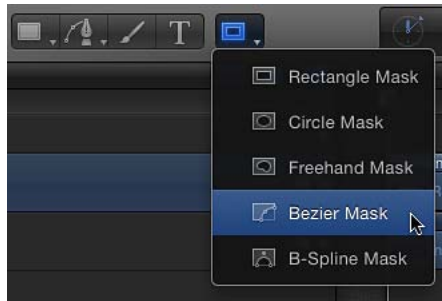 T
Rectangle Mask
Circle Mask
Freehand Mask
Bezier Mask
B-Spline Mask